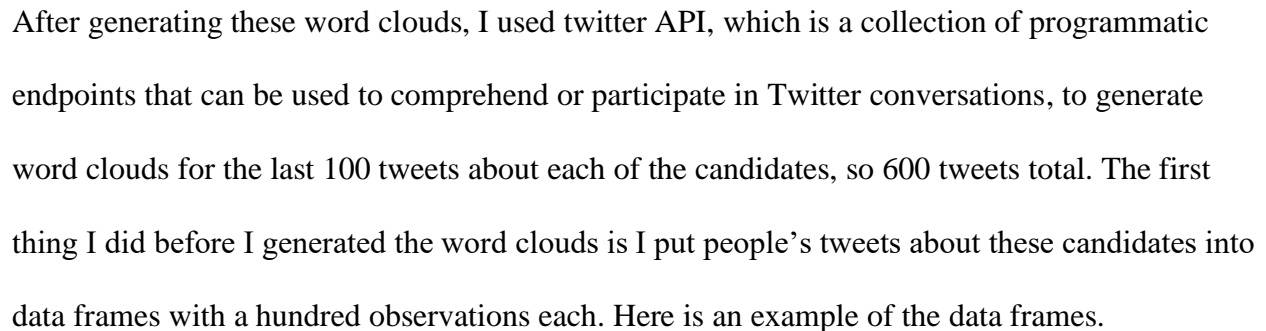 After generating these word clouds, I used twitter API, which is a collection of programmatic
endpoints that can be used to comprehend or participate in Twitter conversations, to generate
word clouds for the last 100 tweets about each of the candidates, so 600 tweets total. The first
thing I did before I generated the word clouds is I put people’s tweets about these candidates into
data frames with a hundred observations each. Here is an example of the data frames.